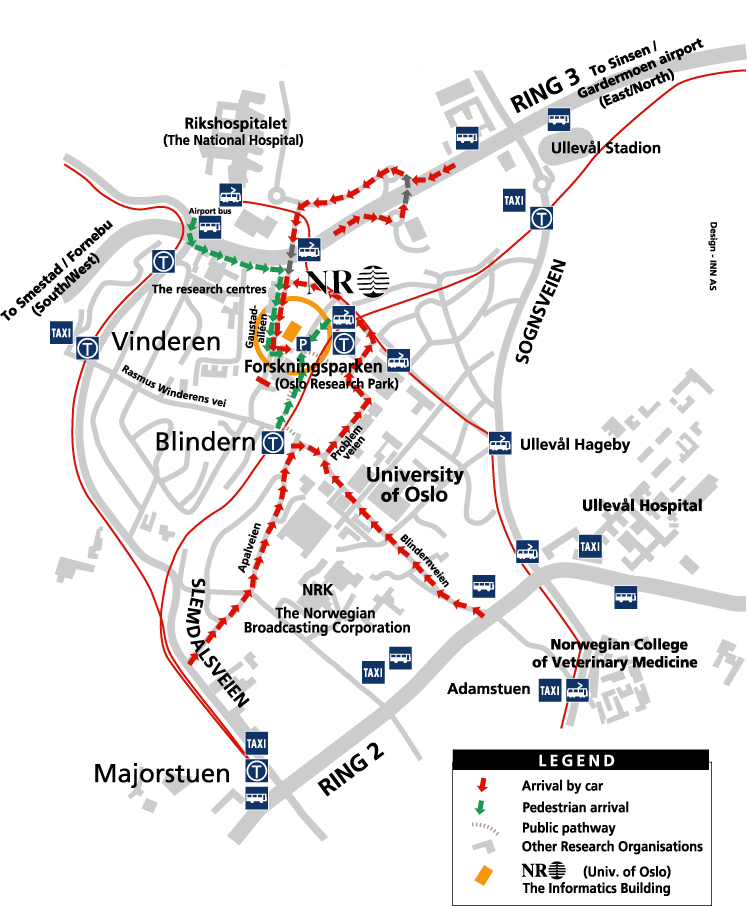 RING 3
To Sinsen /
Gardermoen airport
(East/North)
Rikshospitalet
(The National Hospital)
Ullevål Stadion
TAXI
T
Airport bus
To Smestad / Fornebu
(South/West)
T
The research centres
NR
Design - INN AS
SOGNSVEIEN
Gaustad-
alléen
TAXI
T
Vinderen
P
T
Forskningsparken
(Oslo Research Park)
Rasmus Winderens vei
Blindern
T
Problem
veien
Ullevål Hageby
University
of Oslo
Ullevål Hospital
Apalveien
Blindernveien
TAXI
NRK
The Norwegian
Broadcasting Corporation
SLEMDALSVEIEN
Norwegian College
of Veterinary Medicine
TAXI
Adamstuen
TAXI
TAXI
Majorstuen
T
RING 2
LEGEND
Arrival by car
Pedestrian arrival
Public pathway
Other Research Organisations
NR (Univ. of Oslo)
The Informatics Building